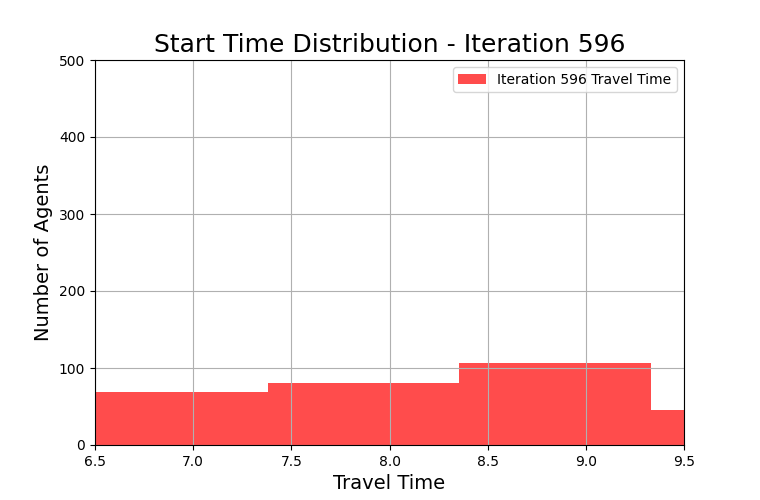 Start Time Distribution - Iteration 596
Iteration 596 Travel Time
Number of Agents
500
400
300
200
100
0
6.5 7.0 7.5 8.0 8.5 9.0 9.5
Travel Time